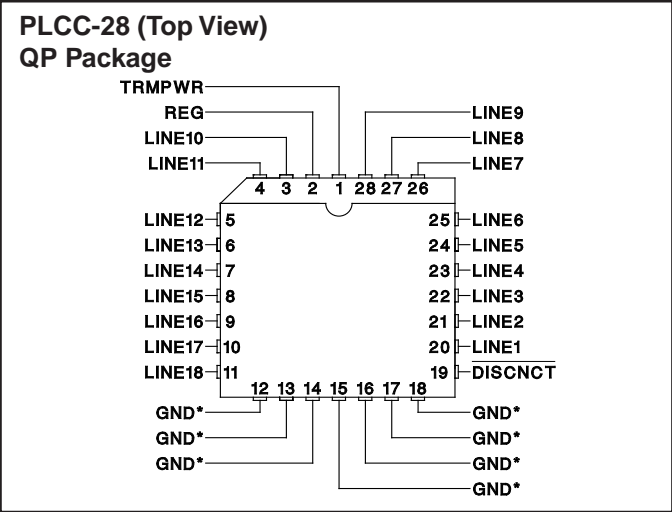 PLCC-28 (Top View)
QP Package
TRMPWR
REG
LINE9
LINE10
LINE8
LINE11
LINE7
4 3 2 1 28 27 26
LINE12 5
25 LINE6
LINE13 6
24 LINE5
LINE14 7
23 LINE4
LINE15 8
22 LINE3
LINE16 9
21 LINE2
LINE17 10
20 LINE1
LINE18 11
19 DISCNCT
12 13 14 15 16 17 18
GND*
GND*
GND*
GND*
GND*
GND*
GND*